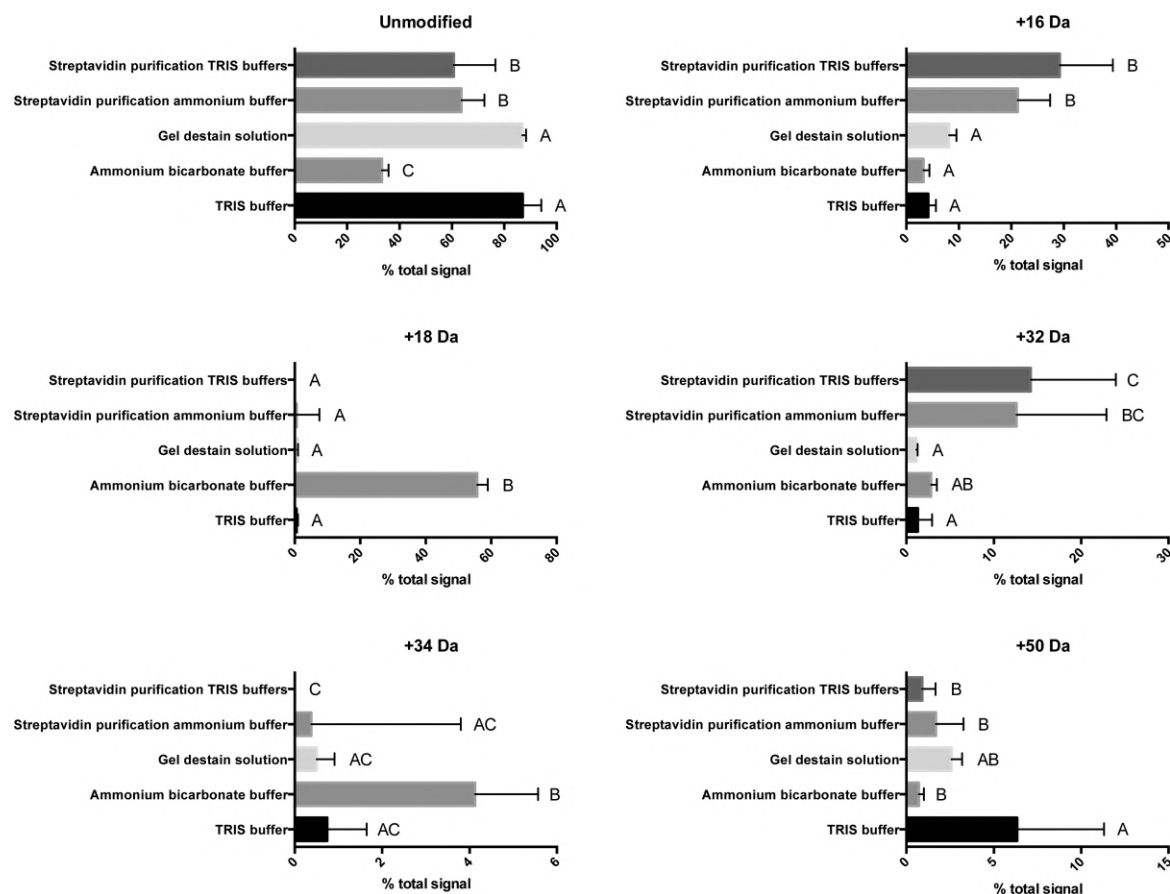 Unmodified
Streptavidin purification TRIS buffers B
Streptavidin purification ammonium buffer B
Gel destain solution A
Ammonium bicarbonate buffer C
TRIS buffer A
0 20 40 60 80 100
% total signal
+16 Da
Streptavidin purification TRIS buffers B
Streptavidin purification ammonium buffer B
Gel destain solution A
Ammonium bicarbonate buffer A
TRIS buffer A
0 10 20 30 40 50
% total signal
+18 Da
Streptavidin purification TRIS buffers A
Streptavidin purification ammonium buffer A
Gel destain solution A
Ammonium bicarbonate buffer B
TRIS buffer A
0 20 40 60 80
% total signal
+32 Da
Streptavidin purification TRIS buffers C
Streptavidin purification ammonium buffer BC
Gel destain solution A
Ammonium bicarbonate buffer AB
TRIS buffer A
0 10 20 30
% total signal
+34 Da
Streptavidin purification TRIS buffers C
Streptavidin purification ammonium buffer AC
Gel destain solution AC
Ammonium bicarbonate buffer B
TRIS buffer AC
0 2 4 6
% total signal
+50 Da
Streptavidin purification TRIS buffers B
Streptavidin purification ammonium buffer B
Gel destain solution AB
Ammonium bicarbonate buffer B
TRIS buffer A
0 5 10 15
% total signal